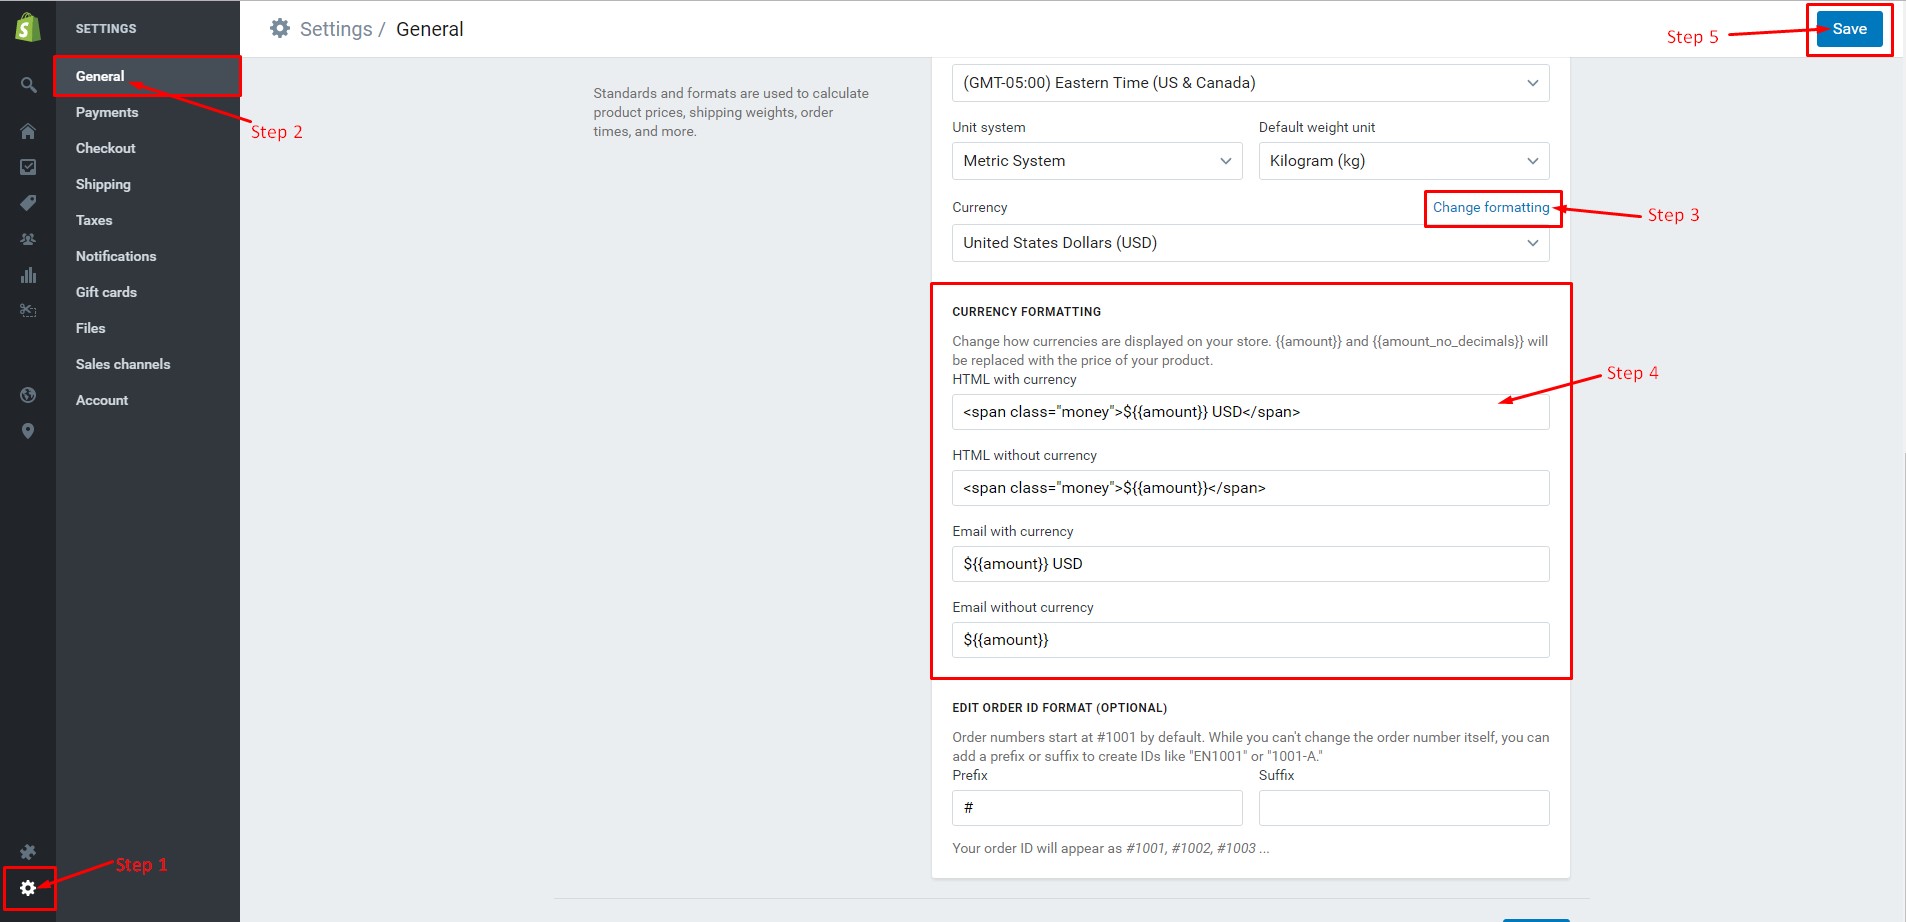 SETTINGS
Settings / General
Step 5
Save
General
Payments
Step 2
Checkout
Shipping
Taxes
Notifications
Gift cards
Files
Sales channels
Account
Step 1
Standards and formats are used to calculate
product prices, shipping weights, order
times, and more.
(GMT-05:00) Eastern Time (US & Canada)
Unit system
Default weight unit
Metric System
Kilogram (kg)
Currency
Change formatting
Step 3
United States Dollars (USD)
CURRENCY FORMATTING
Change how currencies are displayed on your store. {{amount}} and {{amount_no_decimals}} will
be replaced with the price of your product.
HTML with currency
Step 4
<span class="money">${{amount}} USD</span>
HTML without currency
<span class="money">${{amount}}</span>
Email with currency
${{amount}} USD
Email without currency
${{amount}}
EDIT ORDER ID FORMAT (OPTIONAL)
Order numbers start at #1001 by default. While you can't change the order number itself, you can
add a prefix or suffix to create IDs like "EN1001" or "1001-A."
Prefix
Suffix
#
Your order ID will appear as #1001, #1002, #1003 ...